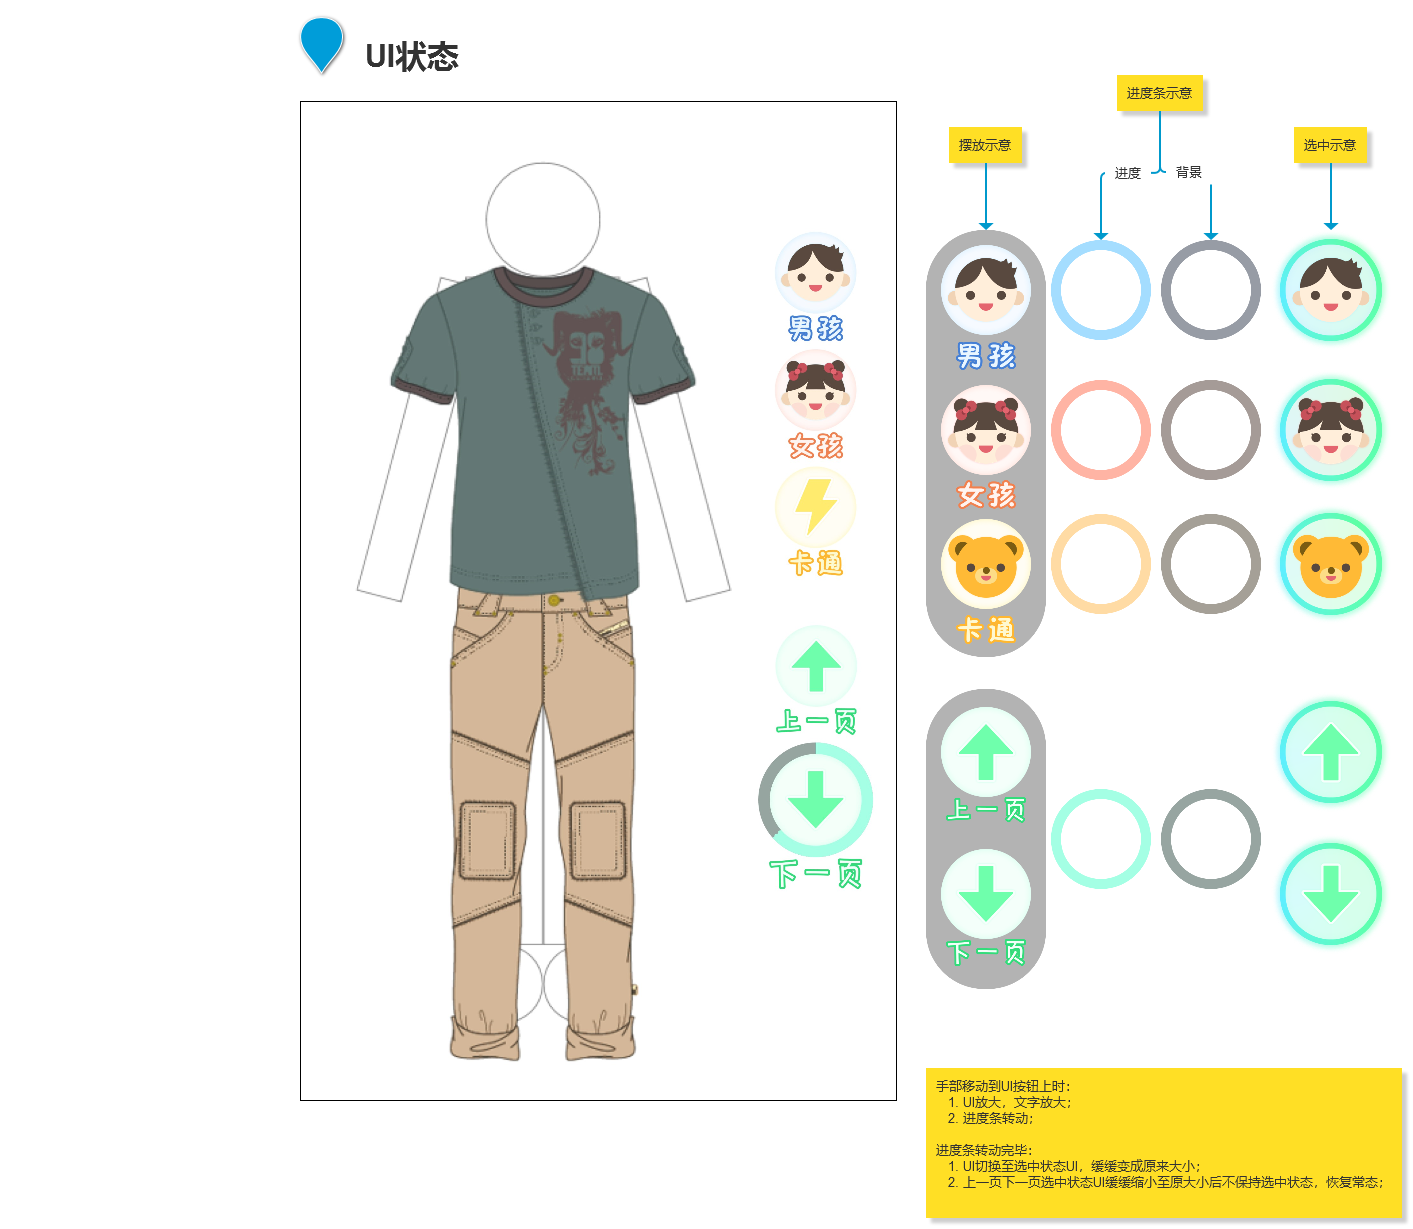 UI状态
进度条示意
摆放示意
选中示意
进度
背景
TEAM
男孩
女孩
卡通
上一页
下一页
男孩
女孩
卡通
上一页
下一页
手部移动到UI按钮上时：
1. UI放大，文字放大；
2. 进度条转动；
进度条转动完毕：
1. UI切换至选中状态UI，缓缓变成原来大小；
2. 上一页下一页选中状态UI缓缓缩小至原大小后不保持选中状态，恢复常态；